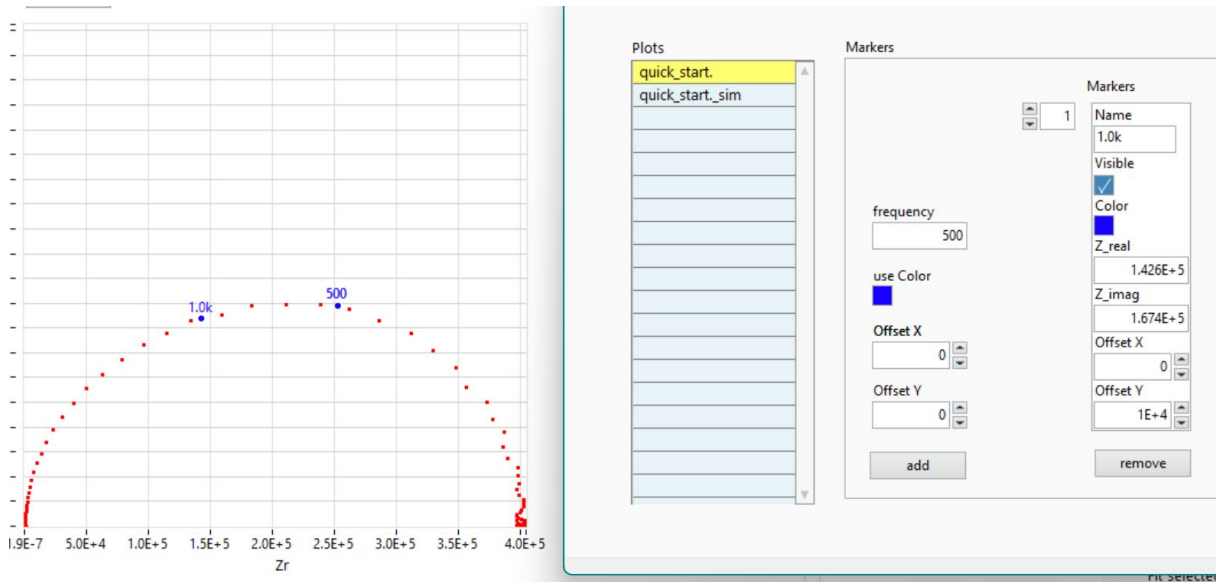 500
1.0k
1.9E-7 5.0E+4 1.0E+5 1.5E+5 2.0E+5 2.5E+5 3.0E+5 3.5E+5 4.0E+5
Zr
Plots
quick_start.
quick_start._sim
Markers
frequency
500
use Color
Offset X
0
Offset Y
0
add
1
Markers
Name
1.0k
Visible
Color
Z_real
1.426E+5
Z_imag
1.674E+5
Offset X
0
Offset Y
1E+4
remove
Fit selected